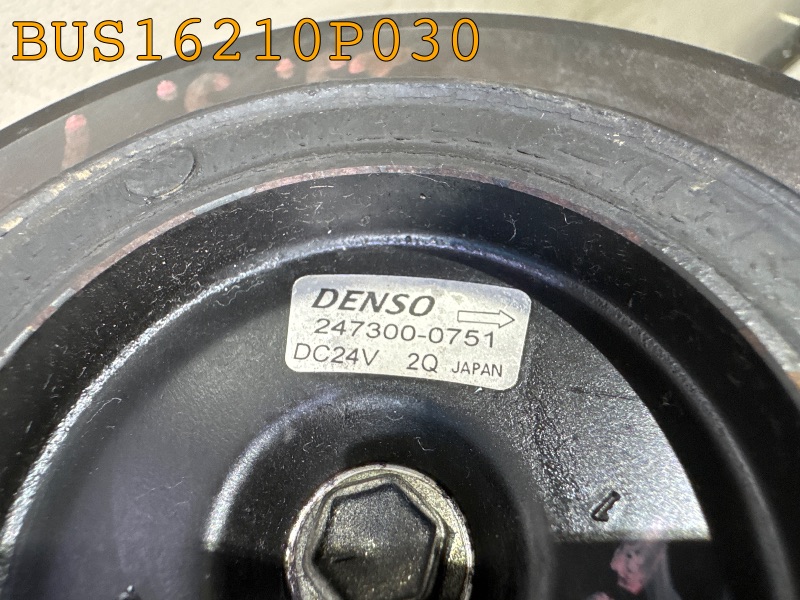 BUS16210P030
DENSO
247300-0751
DC24V 2Q JAPAN